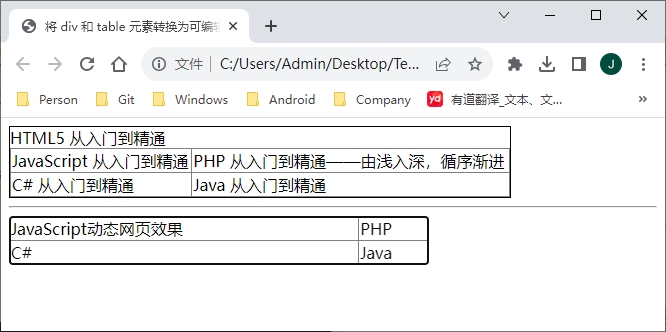 将 div 和 table 元素转换为可编辑
文件 C:/Users/Admin/Desktop/Te... J
Person Git Windows Android Company yd 有道翻译_文本、文... »
HTML5 从入门到精通
JavaScript 从入门到精通 PHP 从入门到精通——由浅入深，循序渐进
C# 从入门到精通 Java 从入门到精通
JavaScript动态网页效果 PHP
C# Java